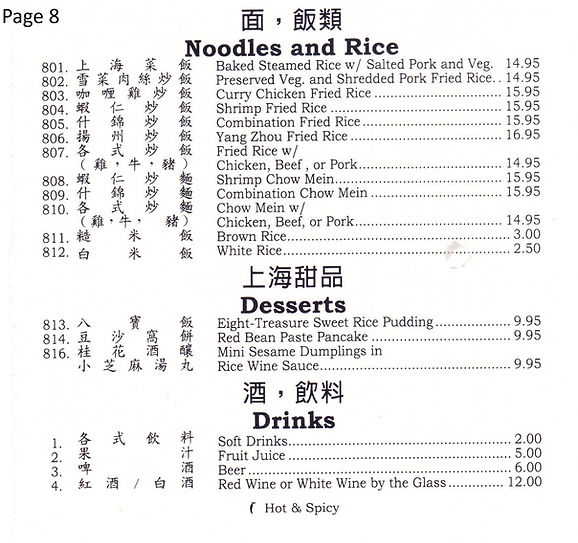 Page 8
面，飯類
Noodles and Rice
801. 上海菜飯 Baked Steamed Rice w/ Salted Pork and Veg. 14.95
802. 雪菜肉絲炒飯 Preserved Veg. and Shredded Pork Fried Rice.. 14.95
803. 咖喱雞炒飯 Curry Chicken Fried Rice ........ 15.95
804. 蝦仁炒飯 Shrimp Fried Rice ........ 15.95
805. 什錦炒飯 Combination Fried Rice ........ 15.95
806. 揚州炒飯 Yang Zhou Fried Rice ........ 16.95
807. 各式炒飯 Fried Rice w/
(雞，牛，豬) Chicken, Beef , or Pork ........ 14.95
808. 蝦仁炒麵 Shrimp Chow Mein ........ 15.95
809. 什錦炒麵 Combination Chow Mein ........ 15.95
810. 各式炒麵 Chow Mein w/
(雞，牛， 豬) Chicken, Beef, or Pork ........ 14.95
811. 糙米飯 Brown Rice ........ 3.00
812. 白米飯 White Rice ........ 2.50
上海甜品
Desserts
813. 八寶飯 Eight-Treasure Sweet Rice Pudding ........ 9.95
814. 豆沙窩餅 Red Bean Paste Pancake ........ 9.95
816. 桂花酒釀 Mini Sesame Dumplings in
小芝麻湯丸 Rice Wine Sauce ........ 9.95
酒，飲料
Drinks
1. 各式飲料 Soft Drinks ........ 2.00
2. 果汁 Fruit Juice ........ 5.00
3. 啤酒 Beer ........ 6.00
4. 紅酒/白酒 Red Wine or White Wine by the Glass ........ 12.00
Hot & Spicy